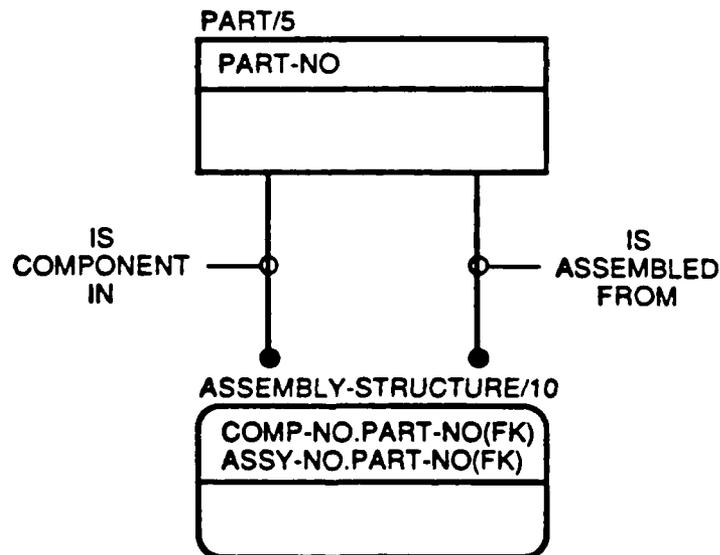 PART/5
PART-NO
IS
COMPONENT
IN
IS
ASSEMBLED
FROM
ASSEMBLY-STRUCTURE/10
COMP-NO.PART-NO(FK)
ASSY-NO.PART-NO(FK)